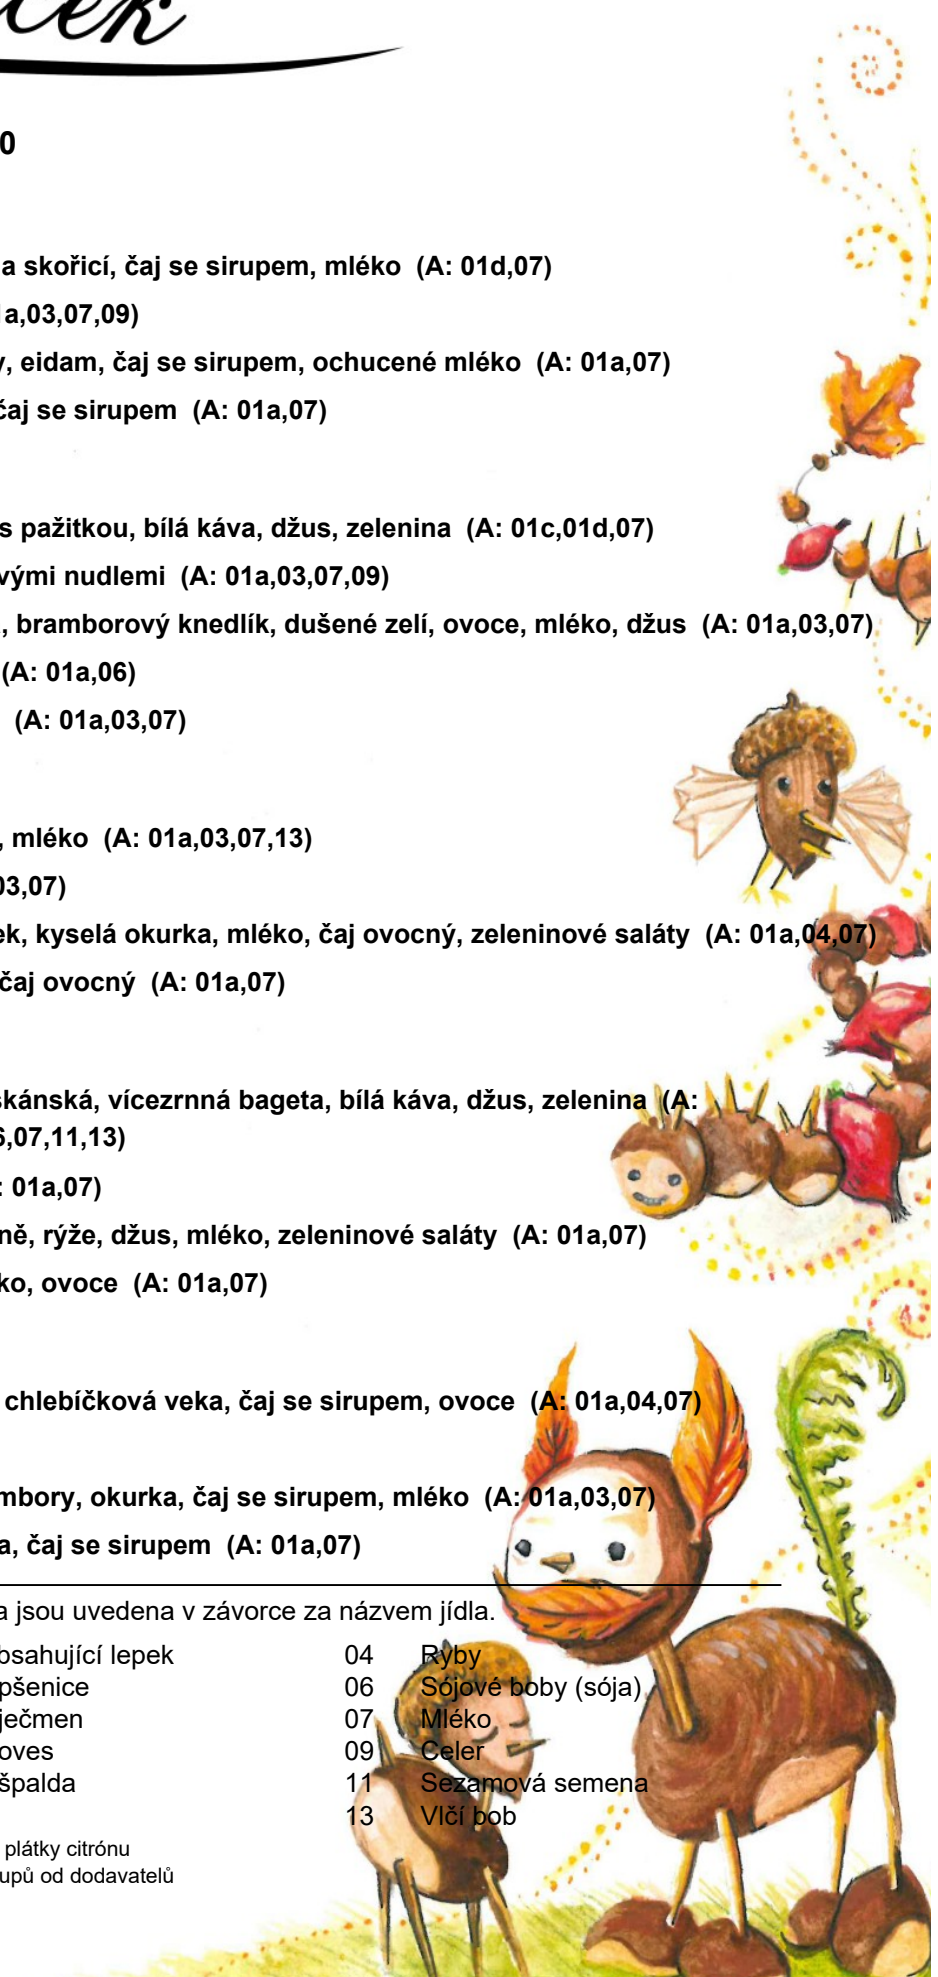 0
a skořicí, čaj se sirupem, mléko (A: 01d,07)
a,03,07,09)
, eidam, čaj se sirupem, ochucené mléko (A: 01a,07)
čaj se sirupem (A: 01a,07)
s pažitkou, bílá káva, džus, zelenina (A: 01c,01d,07)
vými nudlemi (A: 01a,03,07,09)
, bramborový knedlík, dušené zelí, ovoce, mléko, džus (A: 01a,03,07)
(A: 01a,06)
(A: 01a,03,07)
, mléko (A: 01a,03,07,13)
03,07)
ek, kyselá okurka, mléko, čaj ovocný, zeleninové saláty (A: 01a,04,07)
čaj ovocný (A: 01a,07)
skánská, vícezrnná bageta, bílá káva, džus, zelenina (A:
6,07,11,13)
: 01a,07)
ně, rýže, džus, mléko, zeleninové saláty (A: 01a,07)
ko, ovoce (A: 01a,07)
chlebíčková veka, čaj se sirupem, ovoce (A: 01a,04,07)
mbory, okurka, čaj se sirupem, mléko (A: 01a,03,07)
a, čaj se sirupem (A: 01a,07)
a jsou uvedena v závorce za názvem jídla.
bsahující lepek 04 Ryby
pšenice 06 Sójové boby (sója)
ječmen 07 Mléko
oves 09 Celer
špalda 11 Sezamová semena
13 Vlčí bob
plátky citrónu
upů od dodavatelů